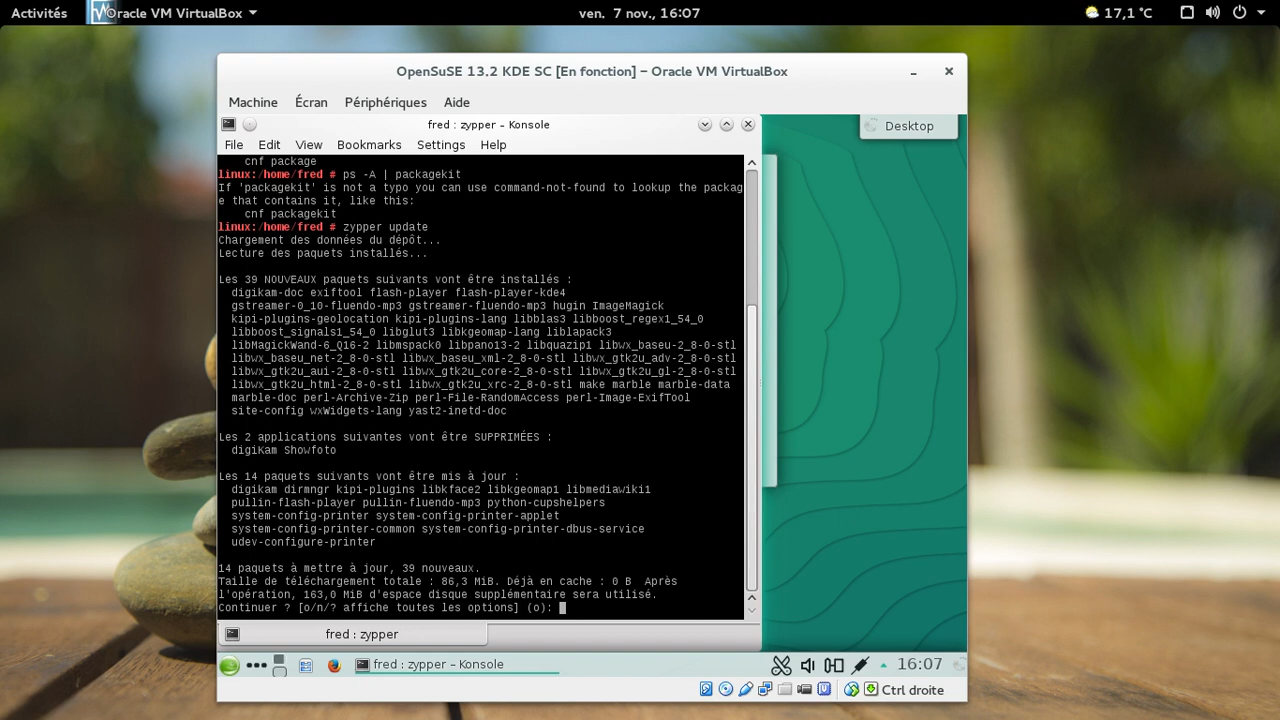 Activités
Oracle VM VirtualBox
ven. 7 nov., 16:07
17,1 °C
OpenSuSE 13.2 KDE SC [En fonction] – Oracle VM VirtualBox
Machine Écran Périphériques Aide
fred : zypper – Konsole
Desktop
File Edit View Bookmarks Settings Help
cnf package
linux:/home/fred # ps -A | packagekit
If 'packagekit' is not a typo you can use command-not-found to lookup the packag
e that contains it, like this:
cnf packagekit
linux:/home/fred # zypper update
Chargement des données du dépôt...
Lecture des paquets installés...
Les 39 NOUVEAUX paquets suivants vont être installés :
digikam-doc exiftool flash-player flash-player-kde4
gstreamer-0_10-fluendo-mp3 gstreamer-fluendo-mp3 hugin ImageMagick
kipi-plugins-geolocation kipi-plugins-lang libblas3 libboost_regex1_54_0
libboost_signals1_54_0 libglut3 libkgeomap-lang liblapack3
libMagickWand-6_Q16-2 libmspack0 libpano13-2 libquazip1 libwx_baseu-2_8-0-stl
libwx_baseu_net-2_8-0-stl libwx_baseu_xml-2_8-0-stl libwx_gtk2u_adv-2_8-0-stl
libwx_gtk2u_aui-2_8-0-stl libwx_gtk2u_core-2_8-0-stl libwx_gtk2u_gl-2_8-0-stl
libwx_gtk2u_html-2_8-0-stl libwx_gtk2u_xrc-2_8-0-stl make marble marble-data
marble-doc perl-Archive-Zip perl-File-RandomAccess perl-Image-ExifTool
site-config wxWidgets-lang yast2-inetd-doc
Les 2 applications suivantes vont être SUPPRIMÉES :
digiKam Showfoto
Les 14 paquets suivants vont être mis à jour :
digikam dirmngr kipi-plugins libkface2 libkgeomap1 libmediawiki1
pullin-flash-player pullin-fluendo-mp3 python-cupshelpers
system-config-printer system-config-printer-applet
system-config-printer-common system-config-printer-dbus-service
udev-configure-printer
14 paquets à mettre à jour, 39 nouveaux.
Taille de téléchargement totale : 86,3 MiB. Déjà en cache : 0 B  Après
l'opération, 163,0 MiB d'espace disque supplémentaire sera utilisé.
Continuer ? [o/n/? affiche toutes les options] (o):
fred : zypper
fred : zypper – Konsole
16:07
Ctrl droite